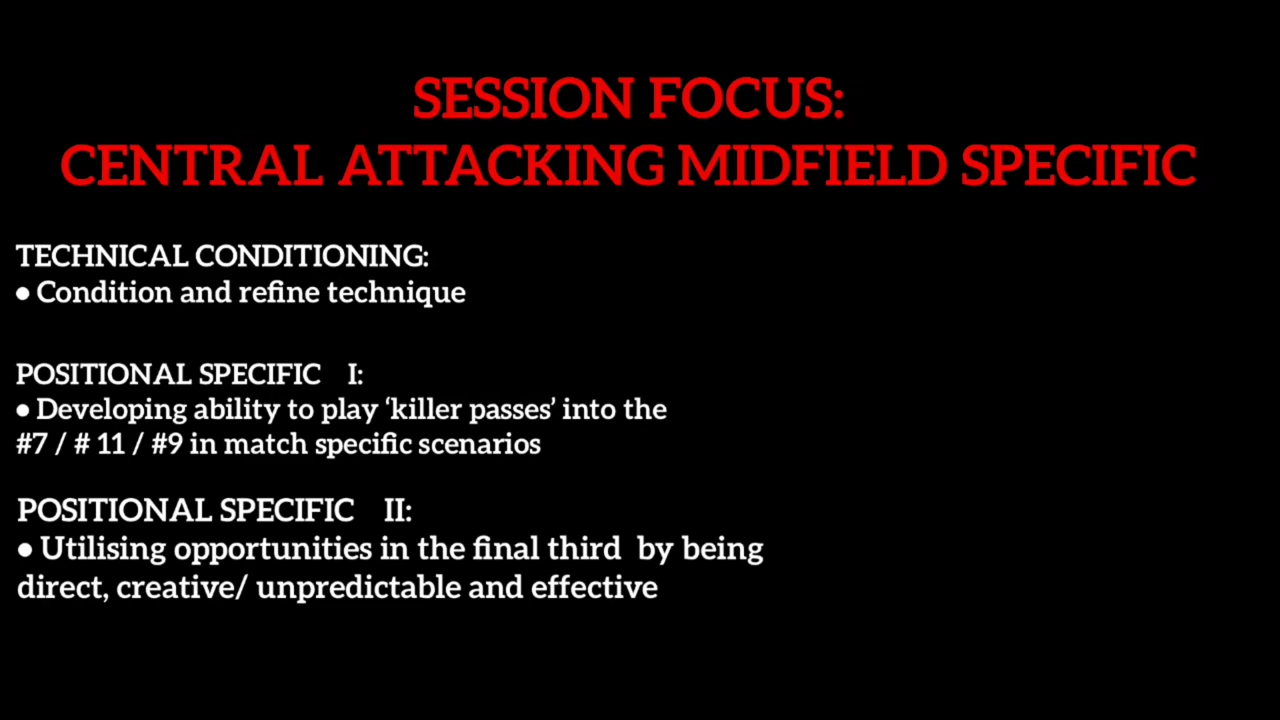 SESSION FOCUS:
CENTRAL ATTACKING MIDFIELD SPECIFIC
TECHNICAL CONDITIONING:
• Condition and refine technique
POSITIONAL SPECIFIC I:
• Developing ability to play ‘killer passes’ into the
#7 / # 11 / #9 in match specific scenarios
POSITIONAL SPECIFIC II:
• Utilising opportunities in the final third by being
direct, creative/ unpredictable and effective